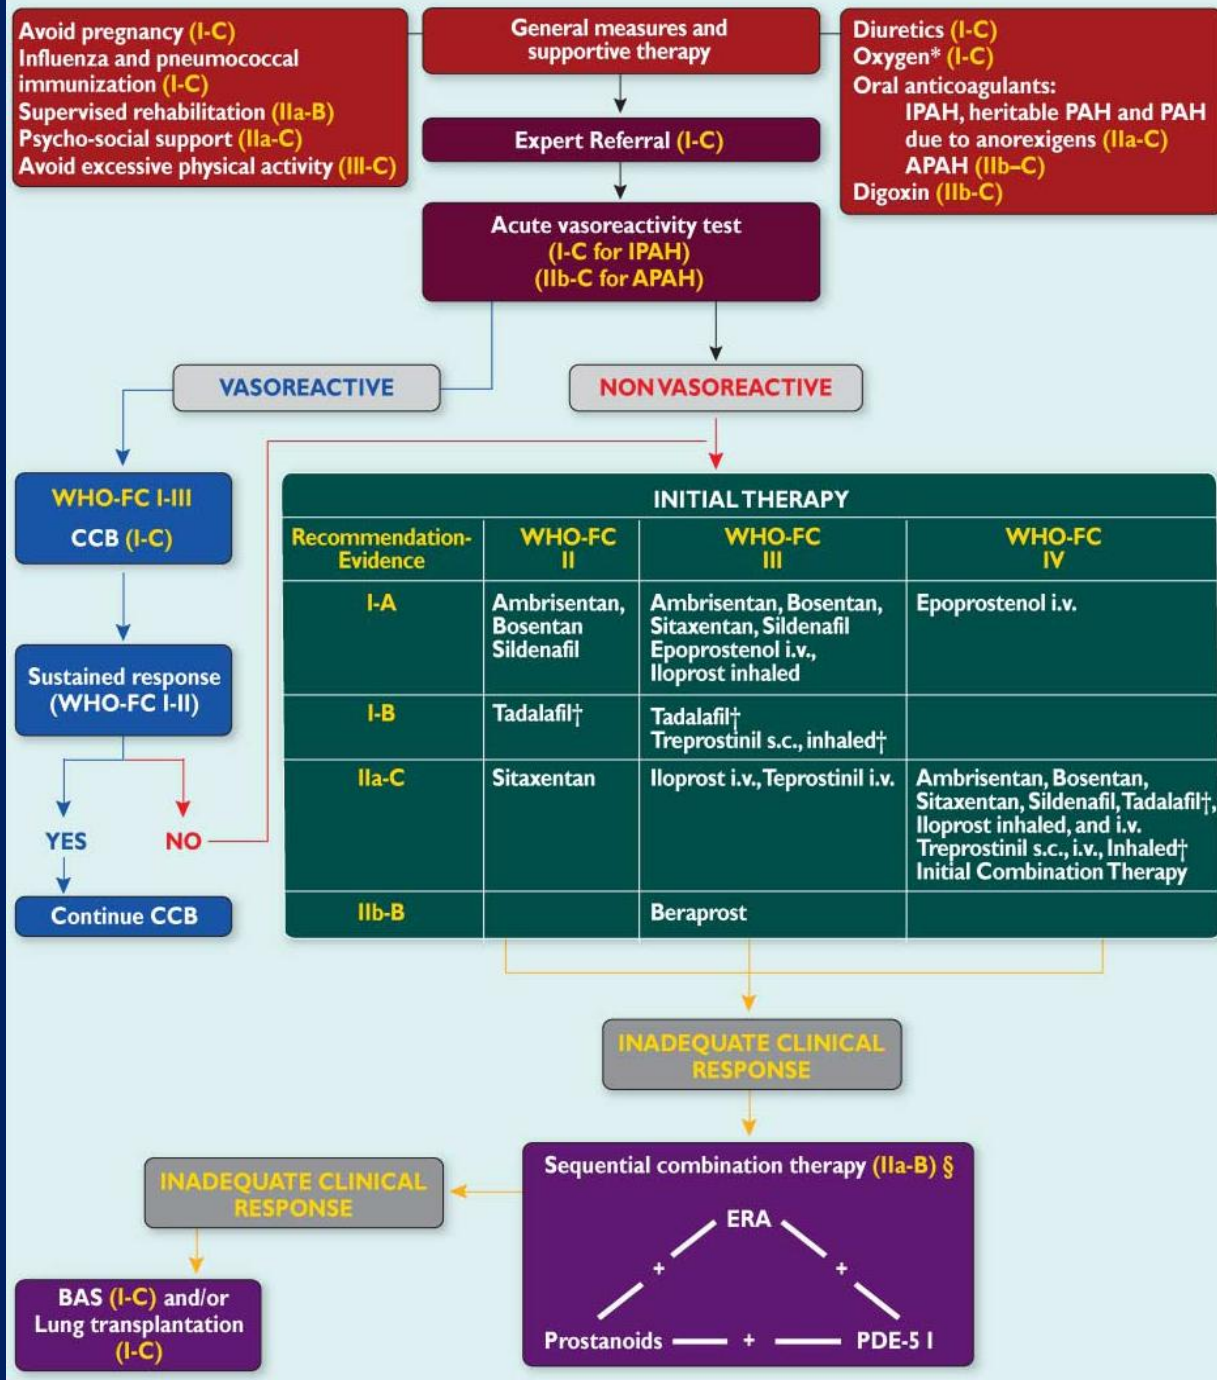 Avoid pregnancy (I-C)
Influenza and pneumococcal
immunization (I-C)
Supervised rehabilitation (IIa-B)
Psycho-social support (IIa-C)
Avoid excessive physical activity (III-C)
General measures and
supportive therapy
Diuretics (I-C)
Oxygen* (I-C)
Oral anticoagulants:
IPAH, heritable PAH and PAH
due to anorexigens (IIa-C)
APAH (IIb–C)
Digoxin (IIb-C)
Expert Referral (I-C)
Acute vasoreactivity test
(I-C for IPAH)
(IIb-C for APAH)
VASOREACTIVE
NON VASOREACTIVE
WHO-FC I-III
CCB (I-C)
Sustained response
(WHO-FC I-II)
YES
NO
Continue CCB
INITIAL THERAPY
Recommendation-
Evidence
WHO-FC
II
WHO-FC
III
WHO-FC
IV
I-A
Ambrisentan,
Bosentan
Sildenafil
Ambrisentan, Bosentan,
Sitaxentan, Sildenafil
Epoprostenol i.v.,
Iloprost inhaled
Epoprostenol i.v.
I-B
Tadalafil†
Tadalafil†
Treprostinil s.c., inhaled†
IIa-C
Sitaxentan
Iloprost i.v., Teprostinil i.v.
Ambrisentan, Bosentan,
Sitaxentan, Sildenafil, Tadalafil†,
Iloprost inhaled, and i.v.
Treprostinil s.c., i.v., Inhaled†
Initial Combination Therapy
IIb-B
Beraprost
INADEQUATE CLINICAL
RESPONSE
Sequential combination therapy (IIa-B) §
ERA
+
+
Prostanoids
+
PDE-5 I
INADEQUATE CLINICAL
RESPONSE
BAS (I-C) and/or
Lung transplantation
(I-C)